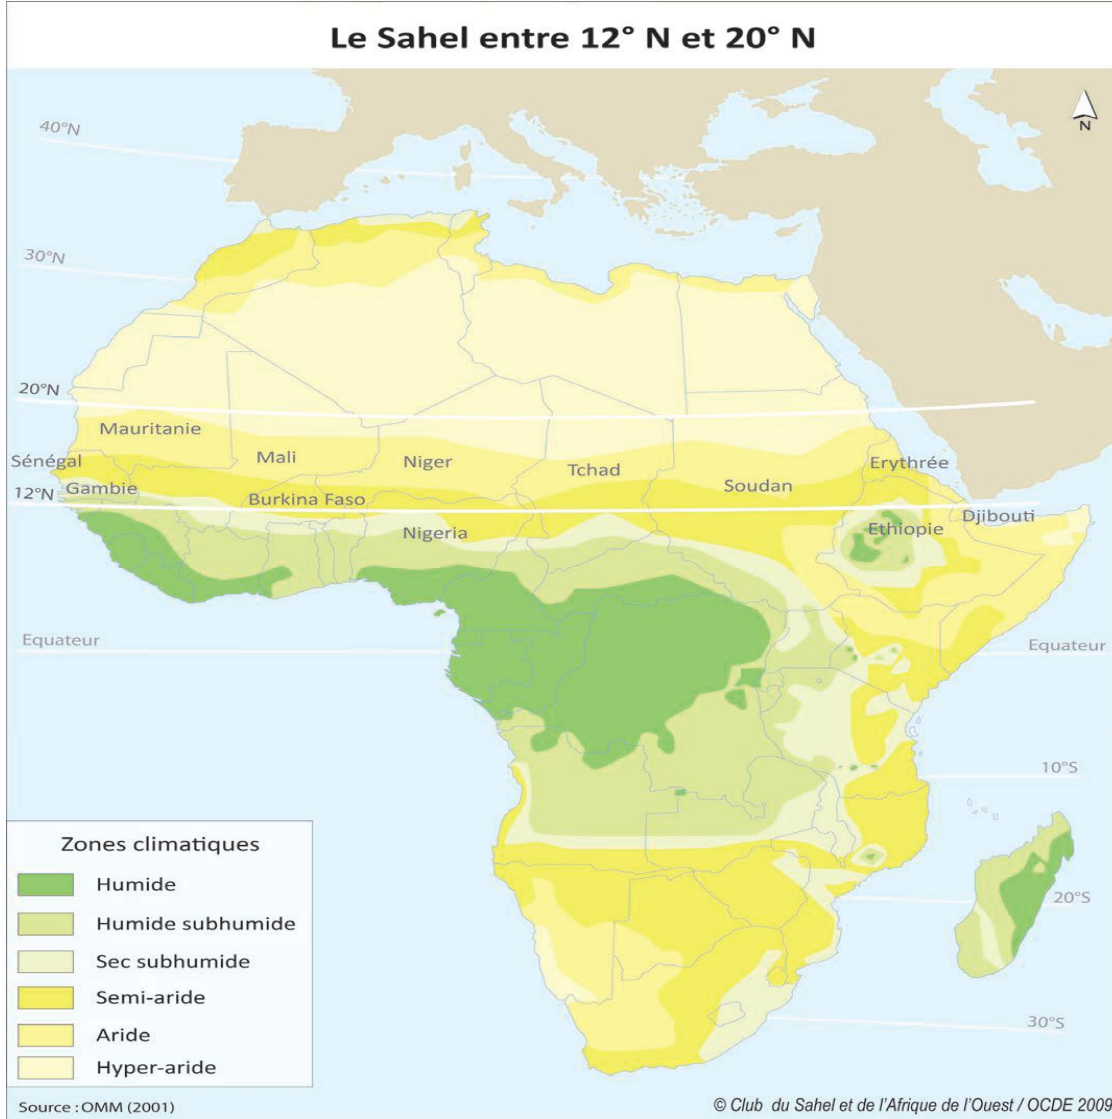 Le Sahel entre 12° N et 20° N
40°N
N
30°N
20°N
Mauritanie
Sénégal
Mali
Niger
Tchad
Erythrée
Soudan
Gambie
12°N
Burkina Faso
Nigeria
Ethiopie
Djibouti
Equateur
Equateur
10°S
20°S
30°S
Zones climatiques
Humide
Humide subhumide
Sec subhumide
Semi-aride
Aride
Hyper-aride
Source : OMM (2001)
© Club du Sahel et de l'Afrique de l'Ouest / OCDE 2009